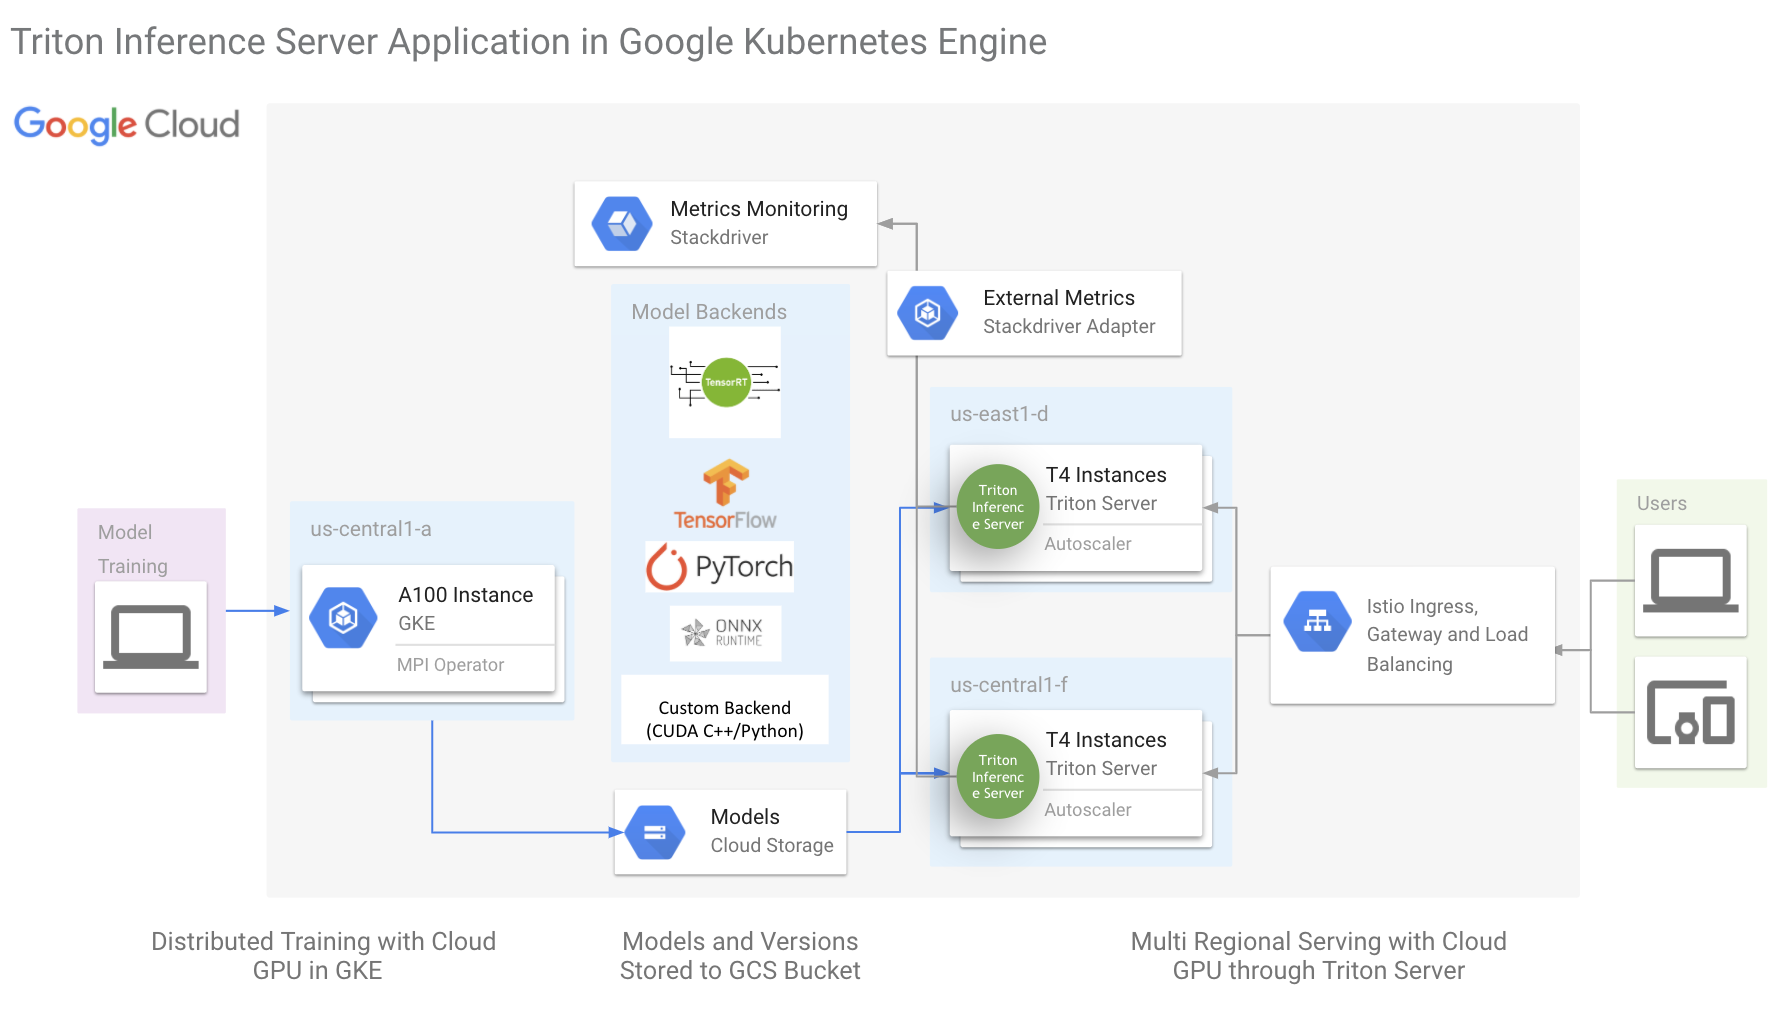 Triton Inference Server Application in Google Kubernetes Engine
Google Cloud
Metrics Monitoring
Stackdriver
External Metrics
Stackdriver Adapter
Model Backends
TensorRT
TensorFlow
PyTorch
ONNX
RUNTIME
Custom Backend
(CUDA C++/Python)
Model
Training
us-central1-a
A100 Instance
GKE
MPI Operator
Models
Cloud Storage
us-east1-d
Triton
Inferenc
e Server
T4 Instances
Triton Server
Autoscaler
us-central1-f
Triton
Inferenc
e Server
T4 Instances
Triton Server
Autoscaler
Istio Ingress,
Gateway and Load
Balancing
Users
Distributed Training with Cloud
GPU in GKE
Models and Versions
Stored to GCS Bucket
Multi Regional Serving with Cloud
GPU through Triton Server